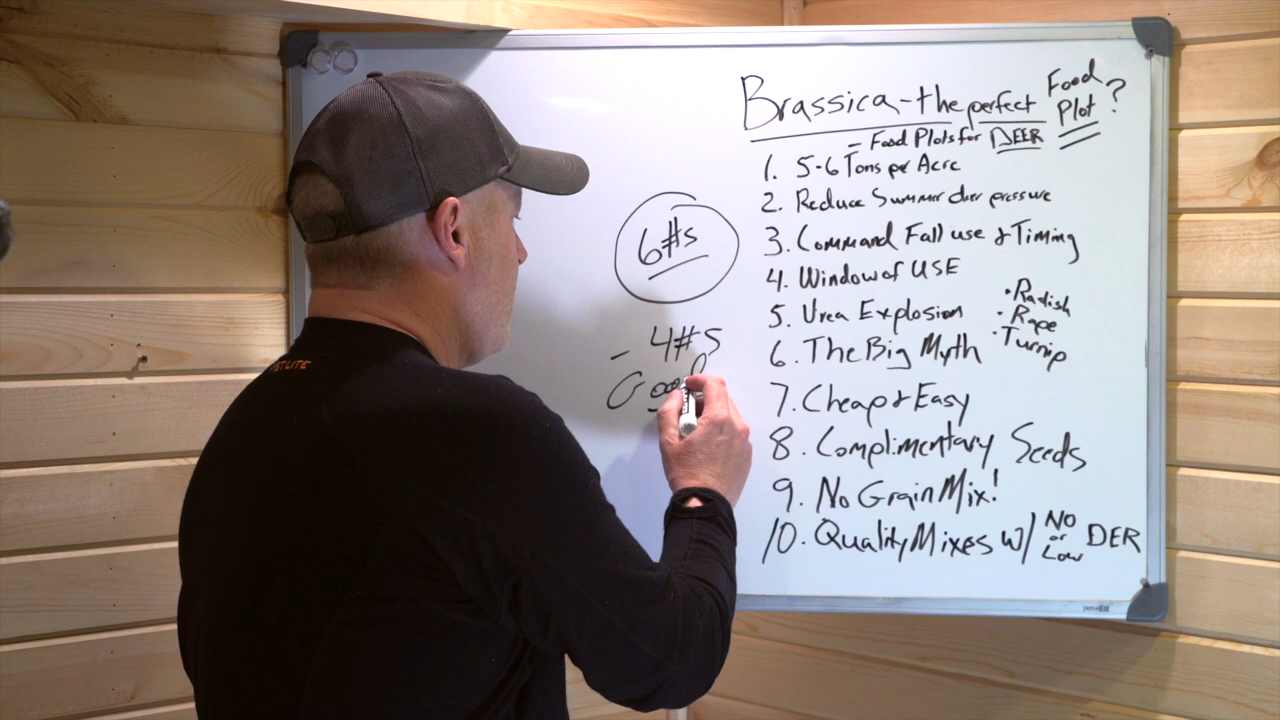 Brassica - the perfect Food Plot?
- Food Plots for DEER
1. 5-6 Tons per Acre
2. Reduce Summer deer pressure
3. Command Fall use & Timing
4. Window of USE
5. Urea Explosion
• Radish
• Rape
• Turnip
6. The Big Myth
7. Cheap & Easy
8. Complimentary Seeds
9. No Grain Mix!
10. Quality Mixes w/ NO or Low DER
6#s
- 4#s
Good